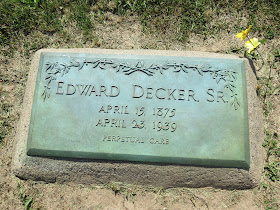 EDWARD DECKER, SR.
APRIL 15, 1875
APRIL 23, 1939
PERPETUAL CARE